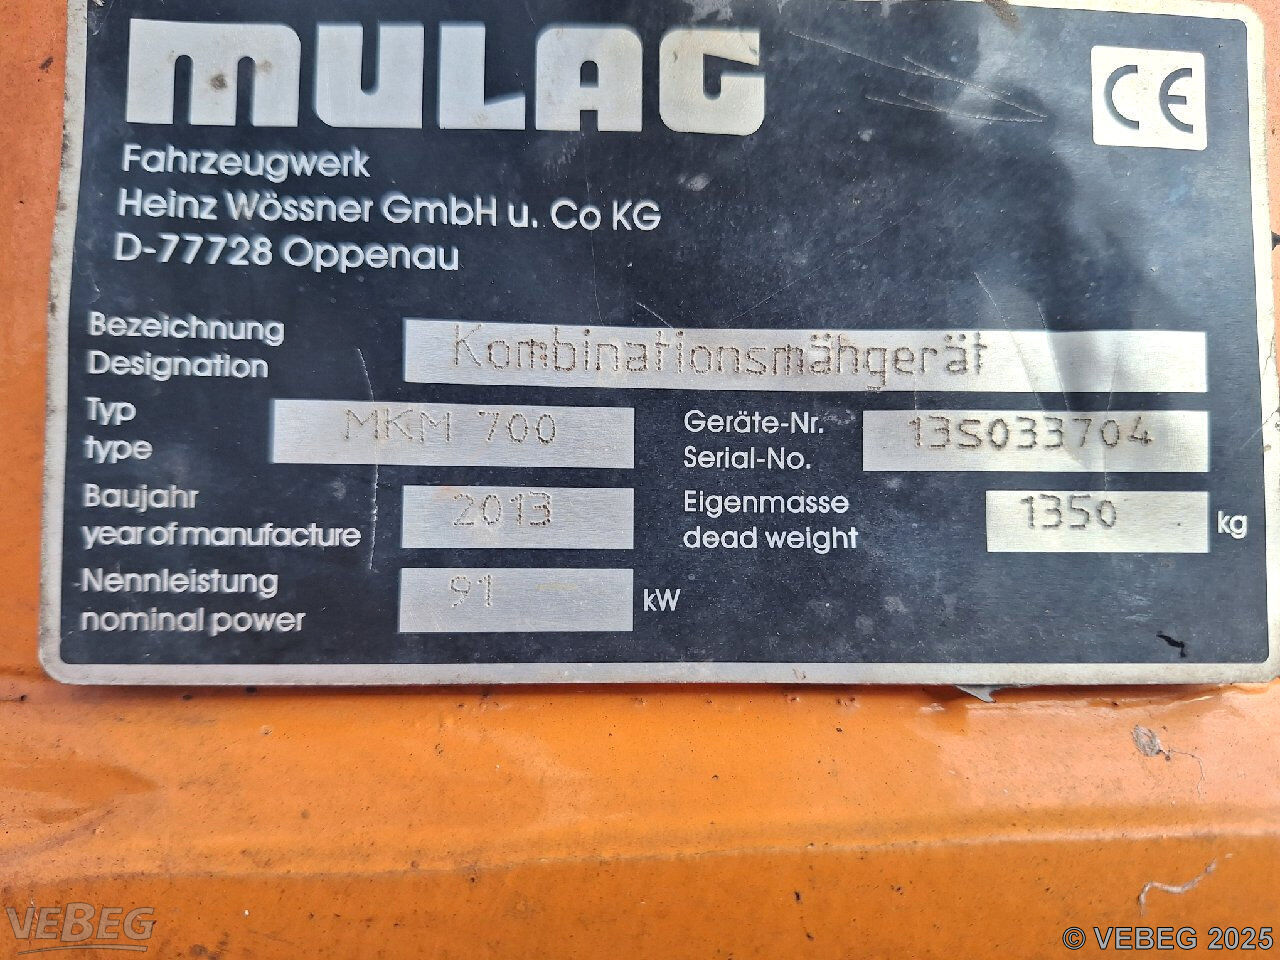 MULAG
CE
Fahrzeugwerk
Heinz Wössner GmbH u. Co KG
D-77728 Oppenau
Bezeichnung
Designation
Kombinationsmähgerät
Typ
type
MKM 700
Geräte-Nr.
Serial-No.
13S033704
Baujahr
year of manufacture
2013
Eigenmasse
dead weight
1350 kg
Nennleistung
nominal power
91 kW
VEBEG
© VEBEG 2025